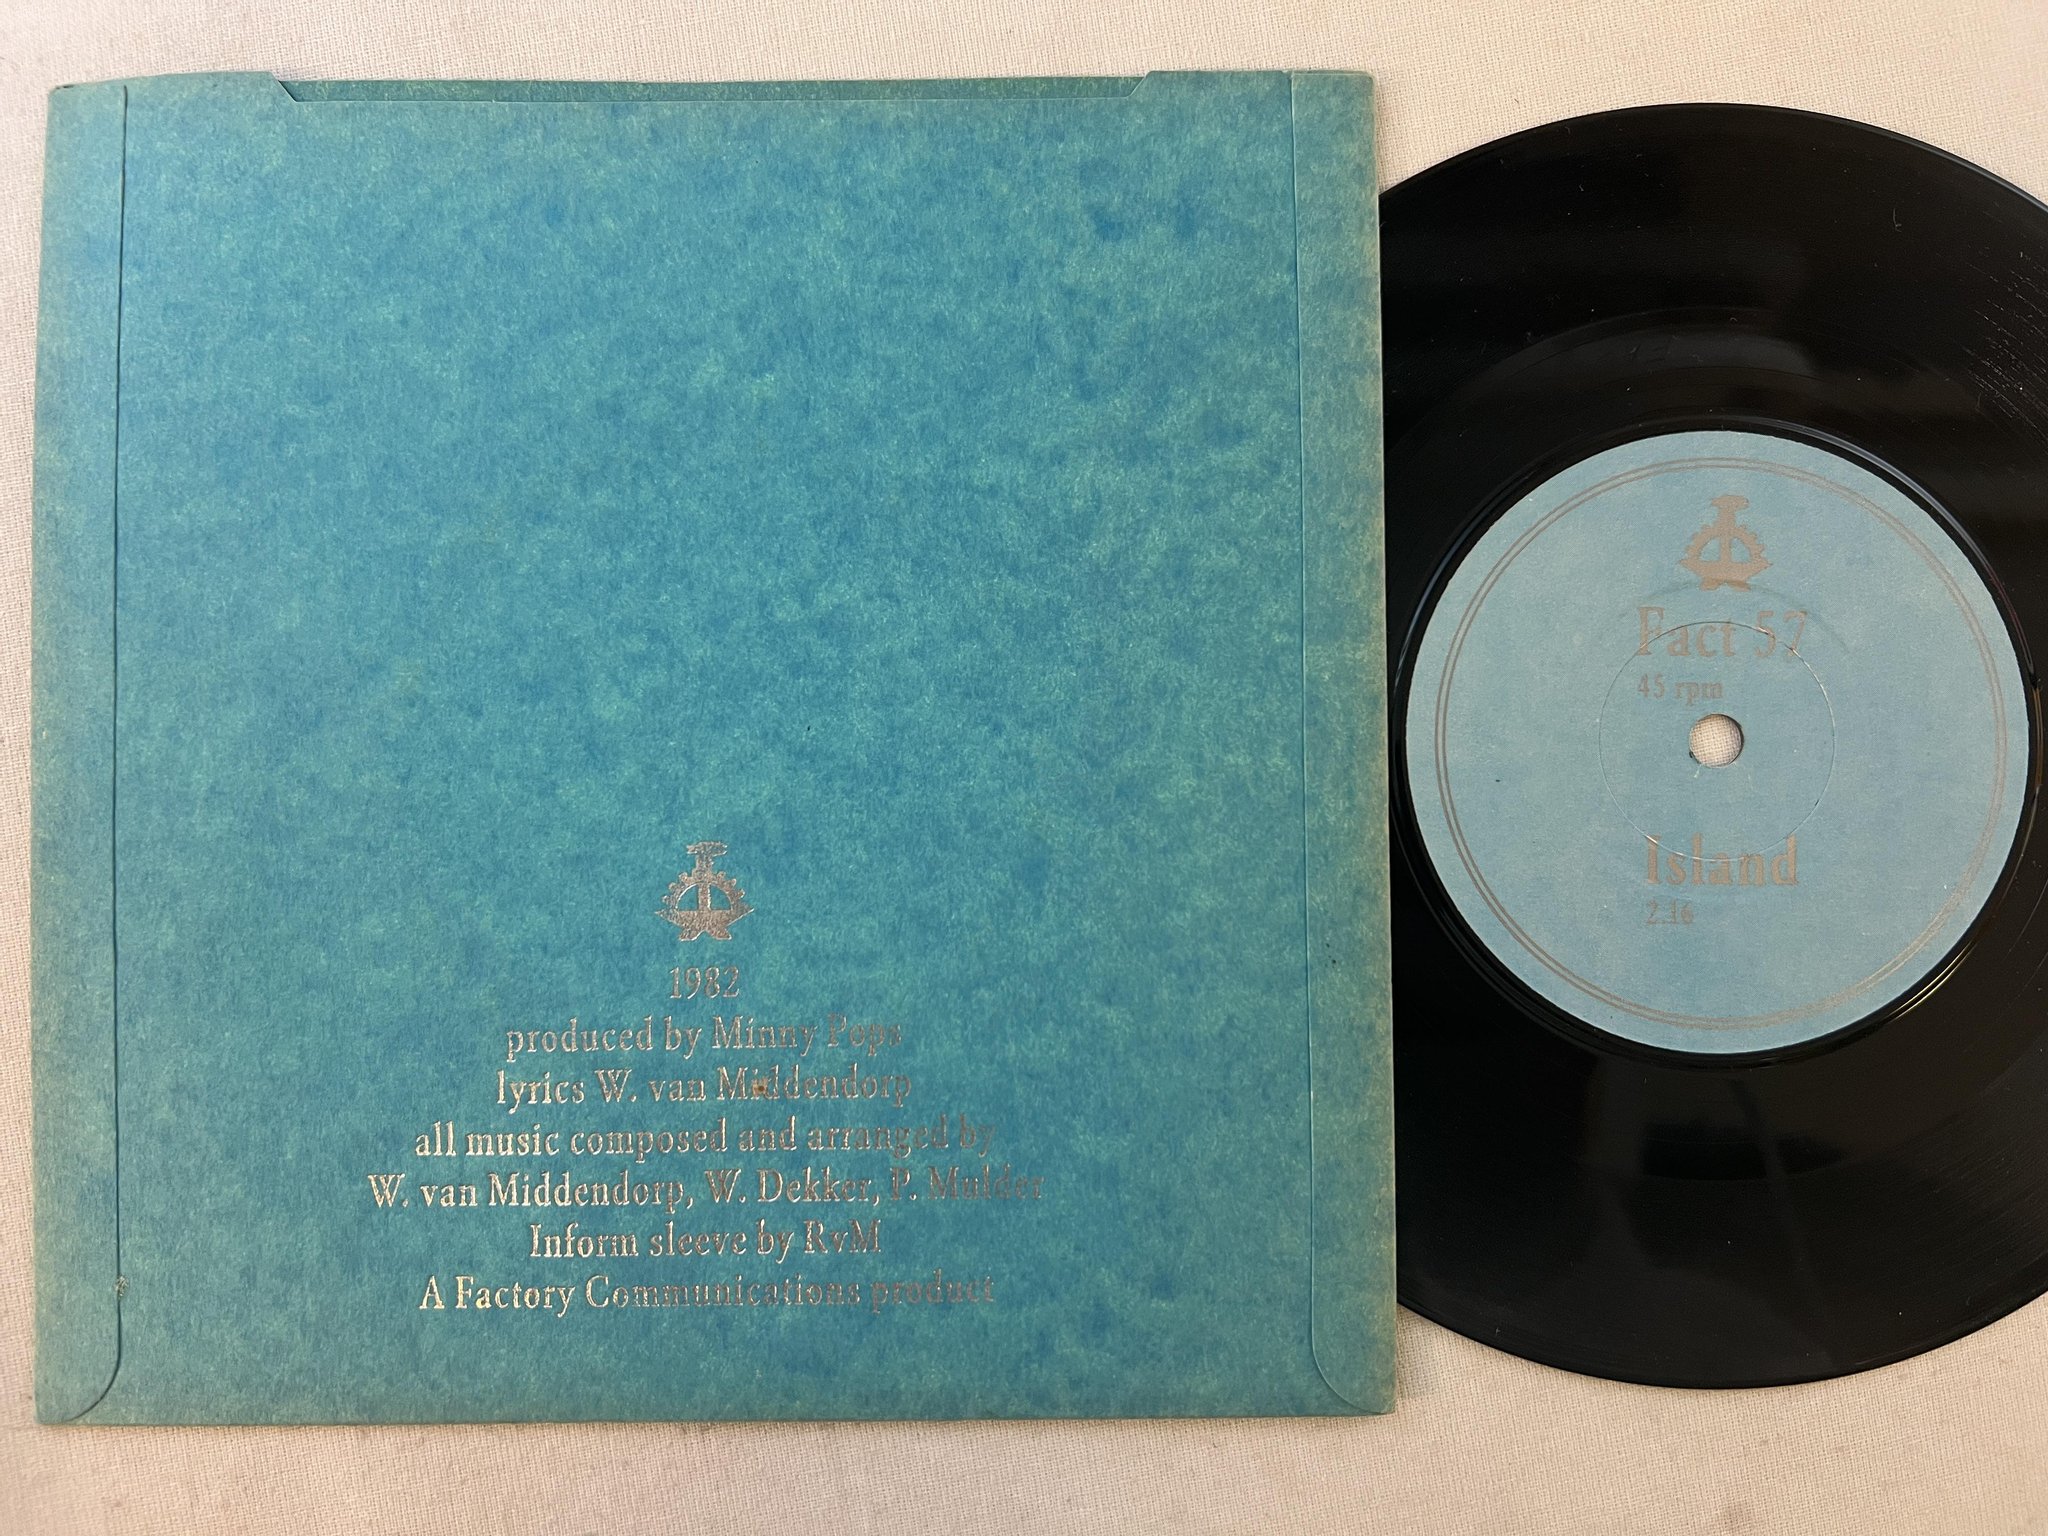 1982
produced by Minny Pops
lyrics W. van Middendorp
all music composed and arranged by
W. van Middendorp, W. Dekker, P. Mulder
Inform sleeve by RvM
A Factory Communications product
Fact 57
45 rpm
Island
2.16